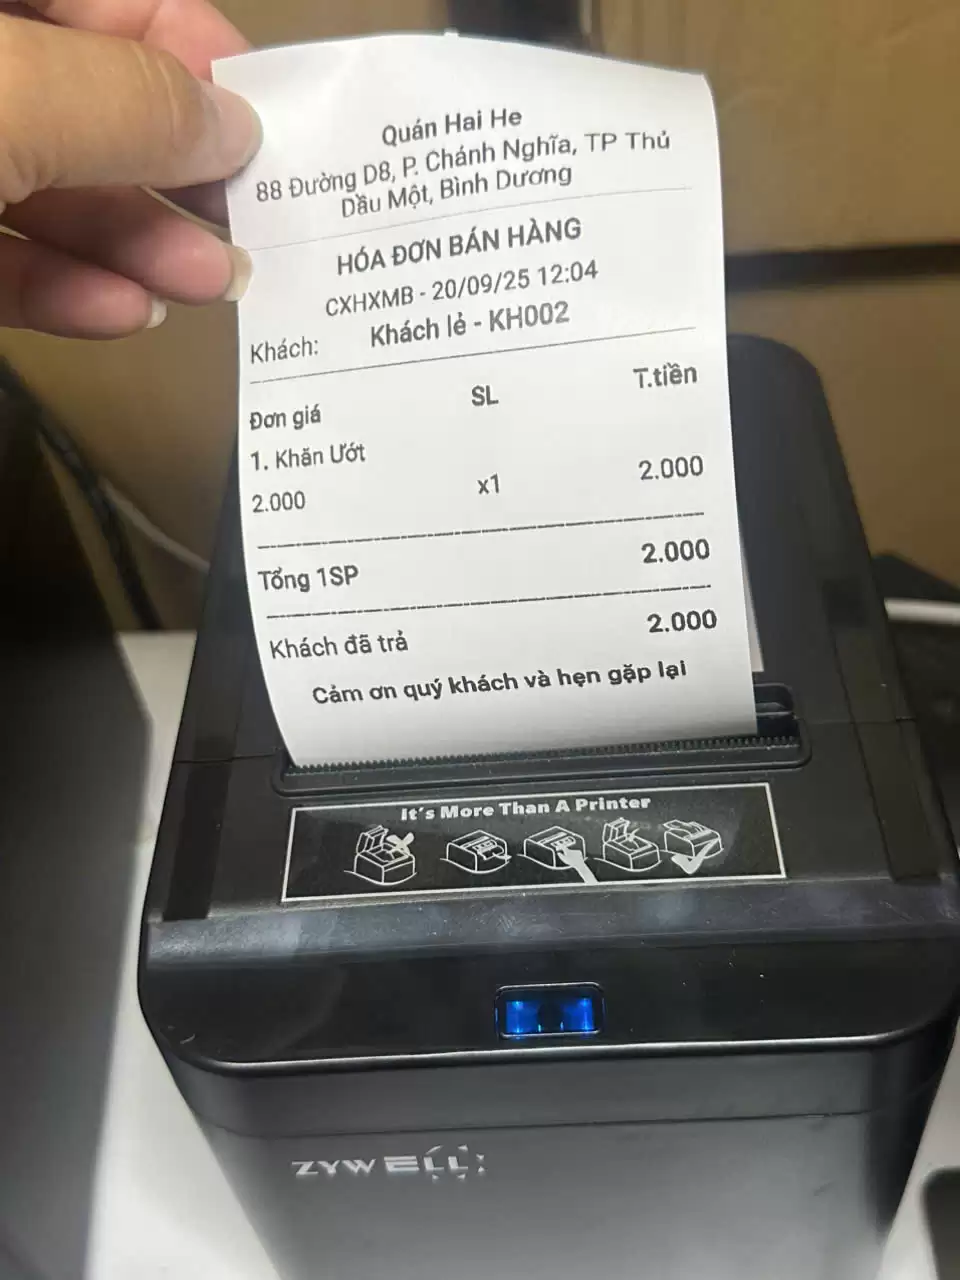 Quán Hai He
88 Đường D8, P. Chánh Nghĩa, TP Thủ
Dầu Một, Bình Dương
HÓA ĐƠN BÁN HÀNG
CXHXMB - 20/09/25 12:04
Khách: Khách lẻ - KH002
Đơn giá SL T.tiền
1. Khăn Ướt
2.000 x1 2.000
Tổng 1SP 2.000
Khách đã trả 2.000
Cảm ơn quý khách và hẹn gặp lại
It's More Than A Printer
ZYWELL